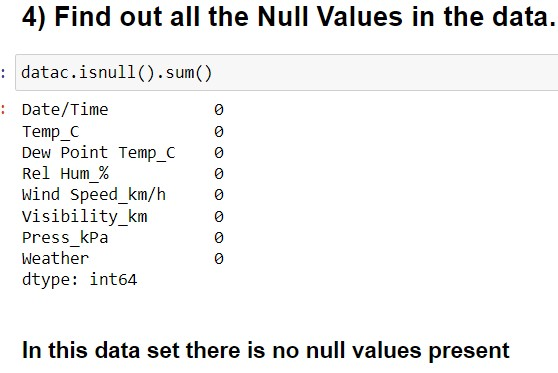 4) Find out all the Null Values in the data.
: datac.isnull().sum()
: Date/Time 0
Temp_C 0
Dew Point Temp_C 0
Rel Hum_% 0
Wind Speed_km/h 0
Visibility_km 0
Press_kPa 0
Weather 0
dtype: int64
In this data set there is no null values present